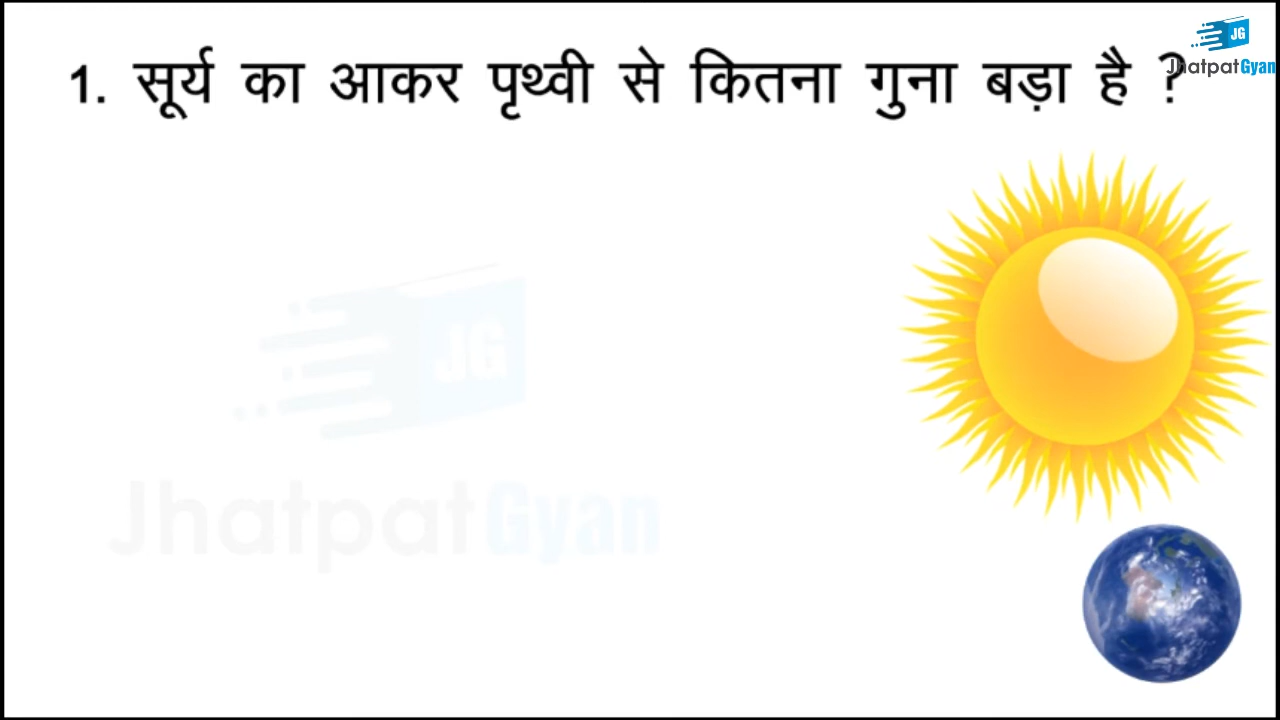 1. सूर्य का आकर पृथ्वी से कितना गुना बड़ा है ?
JG
JhatpatGyan
JG
JhatpatGyan